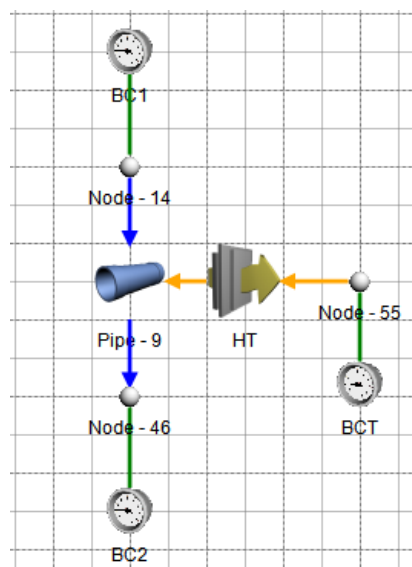 BC1
Node - 14
Pipe - 9
HT
Node - 55
Node - 46
BCT
BC2